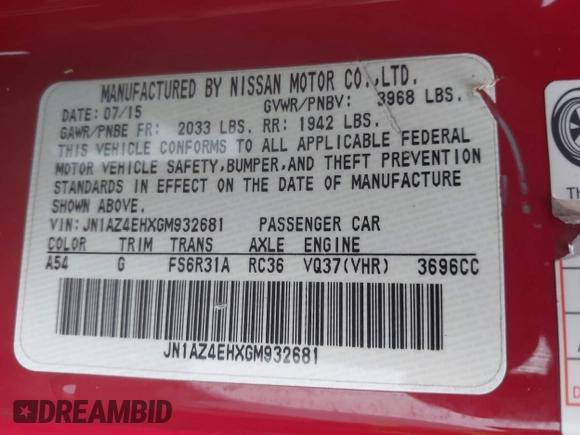 MANUFACTURED BY NISSAN MOTOR CO.,LTD.
DATE: 07/15 GVWR/PNBV: 3968 LBS.
GAWR/PNBE FR: 2033 LBS. RR: 1942 LBS.
THIS VEHICLE CONFORMS TO ALL APPLICABLE FEDERAL
MOTOR VEHICLE SAFETY,BUMPER,AND THEFT PREVENTION
STANDARDS IN EFFECT ON THE DATE OF MANUFACTURE
SHOWN ABOVE.
VIN: JN1AZ4EHXGM932681 PASSENGER CAR
COLOR TRIM TRANS AXLE ENGINE
A54 G FS6R31A RC36 VQ37(VHR) 3696CC
JN1AZ4EHXGM932681
DREAMBID